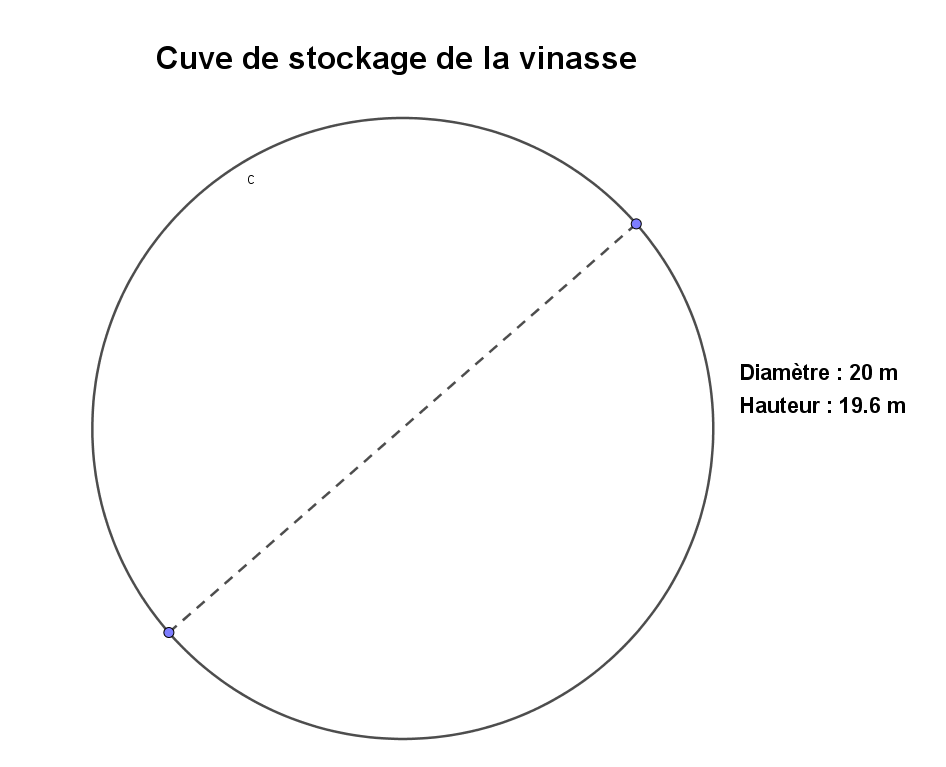 Cuve de stockage de la vinasse
c
Diamètre : 20 m
Hauteur : 19.6 m